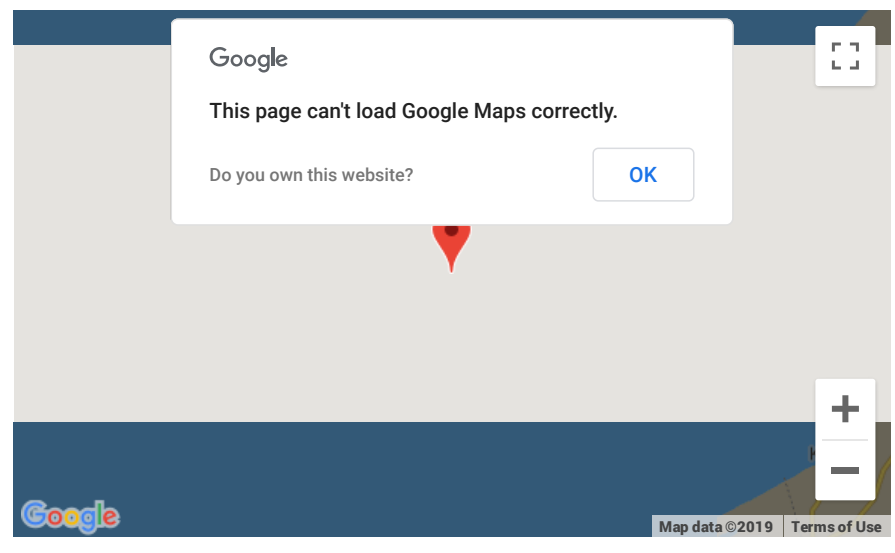 Google
This page can't load Google Maps correctly.
Do you own this website?
OK
Google
Map data ©2019
Terms of Use